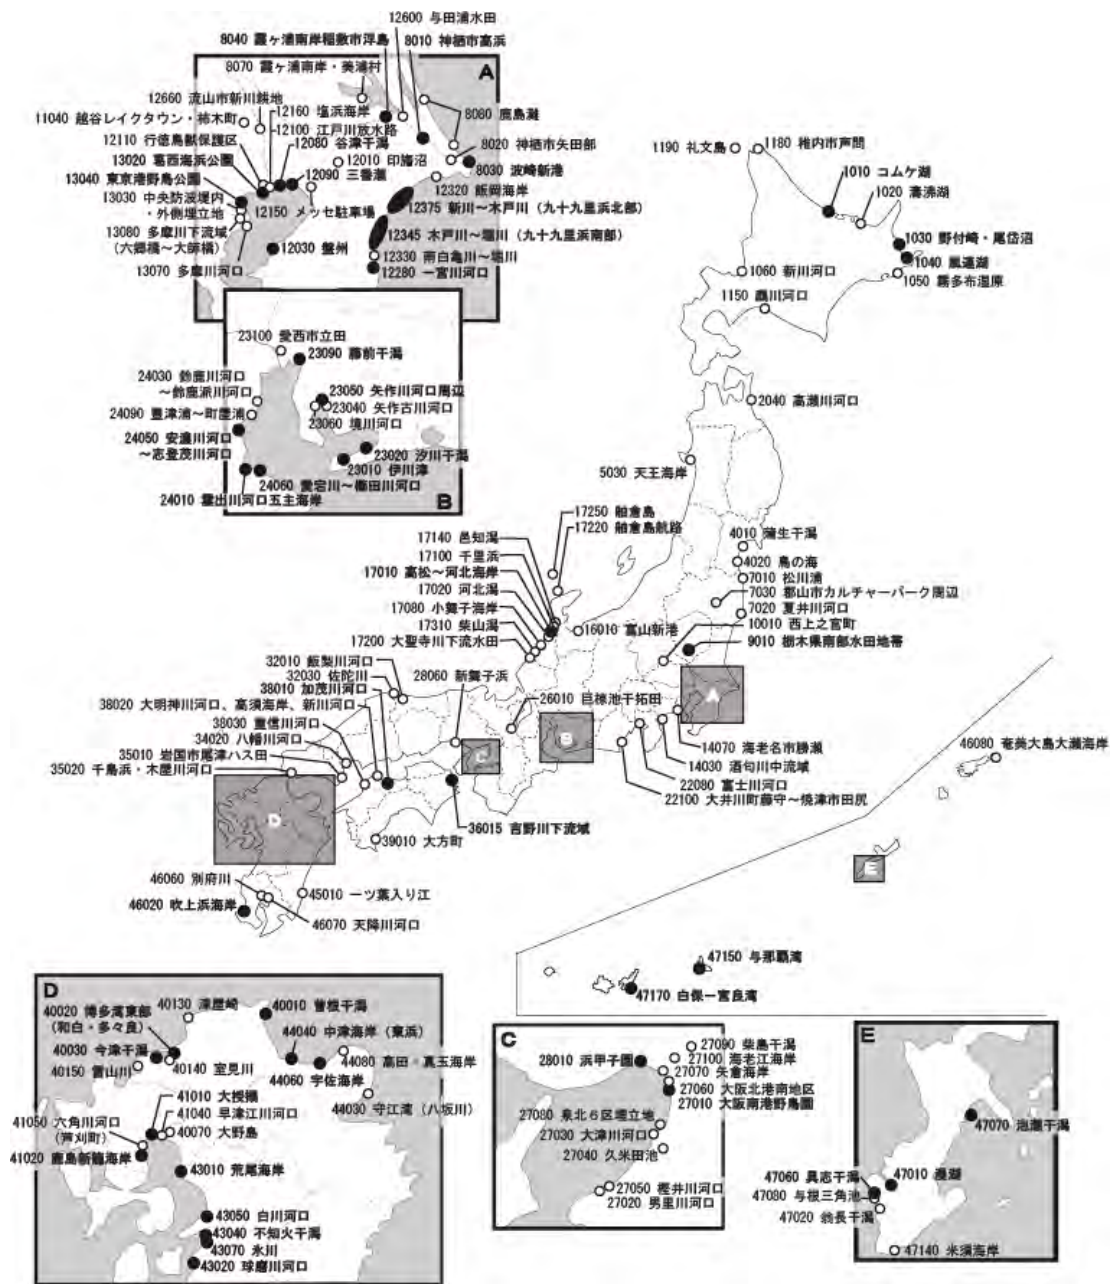 12600 与田浦水田
8040 霞ヶ浦南岸稲敷市浮島
8010 神栖市高浜
8070 霞ヶ浦南岸・美浦村
A
12660 流山市新川耕地
12160 塩浜海岸
11040 越谷レイクタウン・柿木町
12100 江戸川放水路
8080 鹿島灘
12110 行徳鳥獣保護区
12080 谷津干潟
8020 神栖市矢田部
13020 葛西海浜公園
12010 印旛沼
13040 東京港野鳥公園
12090 三番瀬
8030 波崎新港
13030 中央防波堤内
・外側埋立地
12320 飯岡海岸
12375 新川～木戸川（九十九里浜北部）
12150 メッセ駐車場
13080 多摩川下流域
（六郷橋～大師橋）
12345 木戸川～堀川（九十九里浜南部）
12030 盤州
12330 南白亀川～堀川
13070 多摩川河口
12280 一宮川河口
1190 礼文島
1180 稚内市声問
1010 コムケ湖
1020 濤沸湖
1030 野付崎・尾岱沼
1040 風蓮湖
1050 霧多布湿原
1060 新川河口
1150 鵡川河口
23100 愛西市立田
23090 藤前干潟
24030 鈴鹿川河口
～鈴鹿派川河口
23050 矢作川河口周辺
23040 矢作古川河口
24090 豊津浦～町屋浦
23060 境川河口
24050 安濃川河口
～志登茂川河口
23020 汐川干潟
23010 伊川津
24060 愛宕川～櫛田川河口
24010 雲出川河口五主海岸
B
2040 高瀬川河口
5030 天王海岸
17250 舳倉島
17220 舳倉島航路
17140 邑知潟
17100 千里浜
17010 高松～河北海岸
17020 河北潟
17080 小舞子海岸
17310 柴山潟
17200 大聖寺川下流水田
16010 富山新港
4010 蒲生干潟
4020 鳥の海
7010 松川浦
7030 郡山市カルチャーパーク周辺
7020 夏井川河口
10010 西上之宮町
9010 栃木県南部水田地帯
32010 飯梨川河口
32030 佐陀川
28060 新舞子浜
38010 加茂川河口
26010 巨椋池干拓田
38020 大明神川河口、高須海岸、新川河口
38030 重信川河口
34020 八幡川河口
35010 岩国市尾津ハス田
35020 千鳥浜・木屋川河口
A
B
C
D
E
14070 海老名市勝瀬
14030 酒匂川中流域
22080 富士川河口
22100 大井川町藤守～焼津市田尻
46080 奄美大島大瀬海岸
36015 吉野川下流域
39010 大方町
46060 別府川
45010 一ツ葉入り江
46020 吹上浜海岸
46070 天降川河口
47150 与那覇湾
47170 白保－宮良湾
D
40130 津屋崎
40010 曽根干潟
40020 博多湾東部
（和白・多々良）
44040 中津海岸（東浜）
40030 今津干潟
40140 室見川
44080 高田・真玉海岸
40150 雷山川
44060 宇佐海岸
41010 大授搦
41040 早津江川河口
44030 守江湾（八坂川）
41050 六角川河口
（芦刈町）
40070 大野島
41020 鹿島新籠海岸
43010 荒尾海岸
43050 白川河口
43040 不知火干潟
43070 氷川
43020 球磨川河口
C
27090 柴島干潟
28010 浜甲子園
27100 海老江海岸
27070 矢倉海岸
27060 大阪北港南地区
27010 大阪南港野鳥園
27080 泉北６区埋立地
27030 大津川河口
27040 久米田池
27050 樫井川河口
27020 男里川河口
E
47070 泡瀬干潟
47060 具志干潟
47010 漫湖
47080 与根三角池
47020 翁長干潟
47140 米須海岸